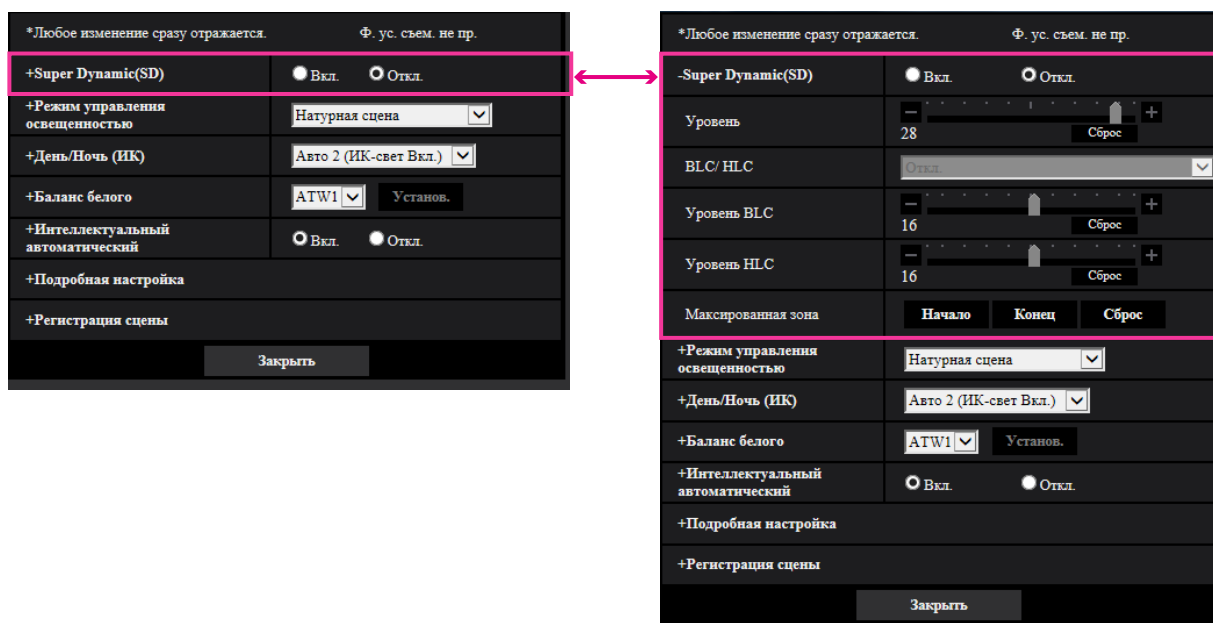 *Любое изменение сразу отражается. Ф. ус. съем. не пр.
+Super Dynamic(SD) Вкл. Откл.
+Режим управления
освещенностью
Натурная сцена
+День/Ночь (ИК) Авто 2 (ИК-свет Вкл.)
+Баланс белого ATW1 Установ.
+Интеллектуальный
автоматический
Вкл. Откл.
+Подробная настройка
+Регистрация сцены
Закрыть
*Любое изменение сразу отражается. Ф. ус. съем. не пр.
-Super Dynamic(SD) Вкл. Откл.
Уровень
28 Сброс
BLC/ HLC Откл.
Уровень BLC
16 Сброс
Уровень HLC
16 Сброс
Максированная зона Начало Конец Сброс
+Режим управления
освещенностью
Натурная сцена
+День/Ночь (ИК) Авто 2 (ИК-свет Вкл.)
+Баланс белого ATW1 Установ.
+Интеллектуальный
автоматический
Вкл. Откл.
+Подробная настройка
+Регистрация сцены
Закрыть